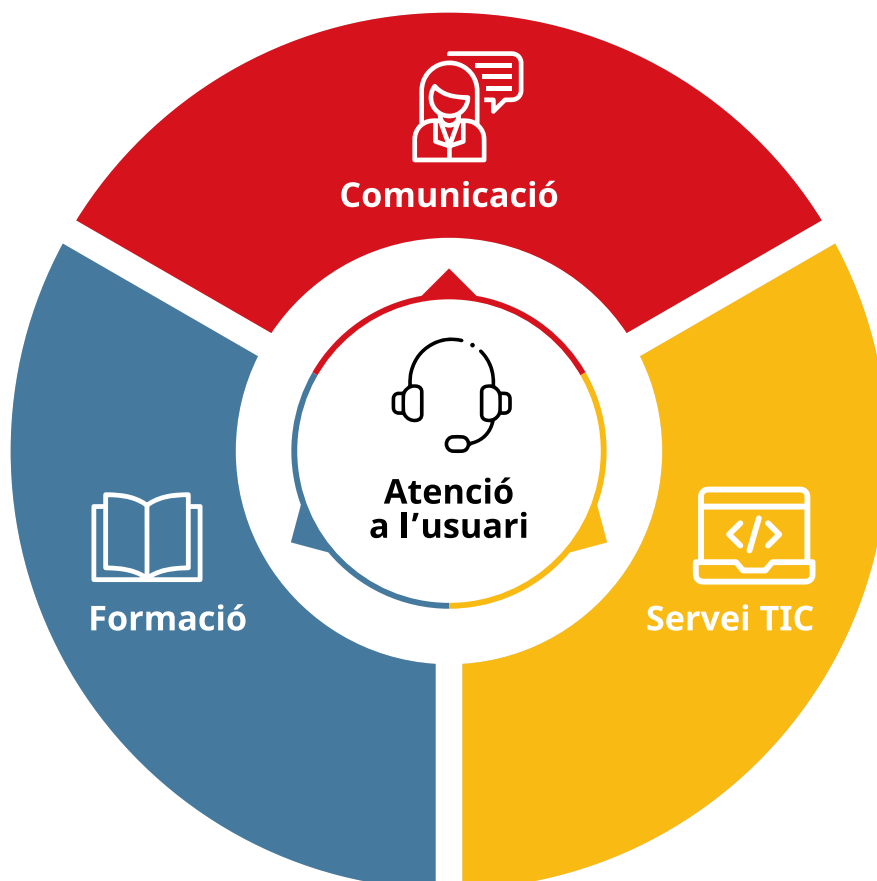 Comunicació
Atenció
a l’usuari
Formació
Servei TIC